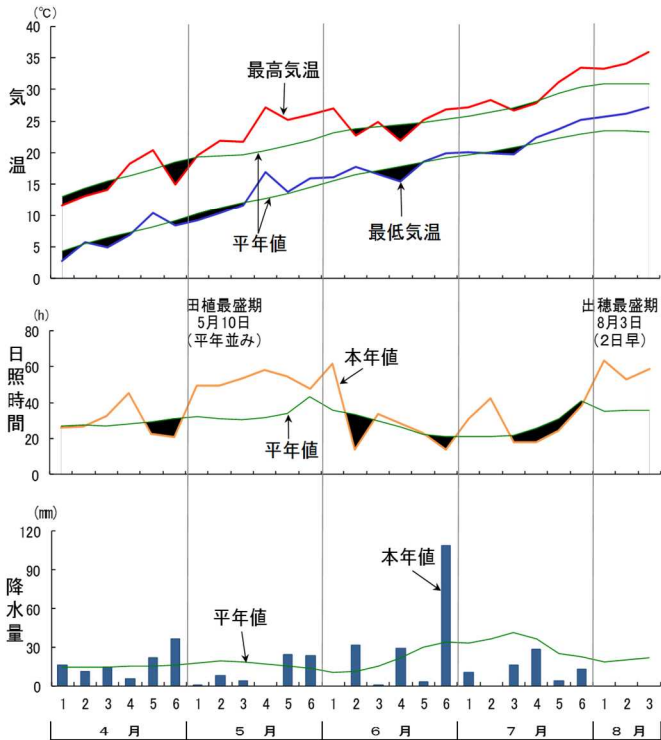 (℃)
40
35
30
25
20
15
10
5
0
気温
最高気温
平年値
最低気温
(h)
80
60
40
20
0
日照時間
田植最盛期
5月10日
(平年並み)
出穂最盛期
8月3日
(2日早)
本年値
平年値
(㎜)
120
90
60
30
0
降水量
本年値
平年値
1 2 3 4 5 6 1 2 3 4 5 6 1 2 3 4 5 6 1 2 3 4 5 6 1 2 3
4 月 5 月 6 月 7 月 8 月